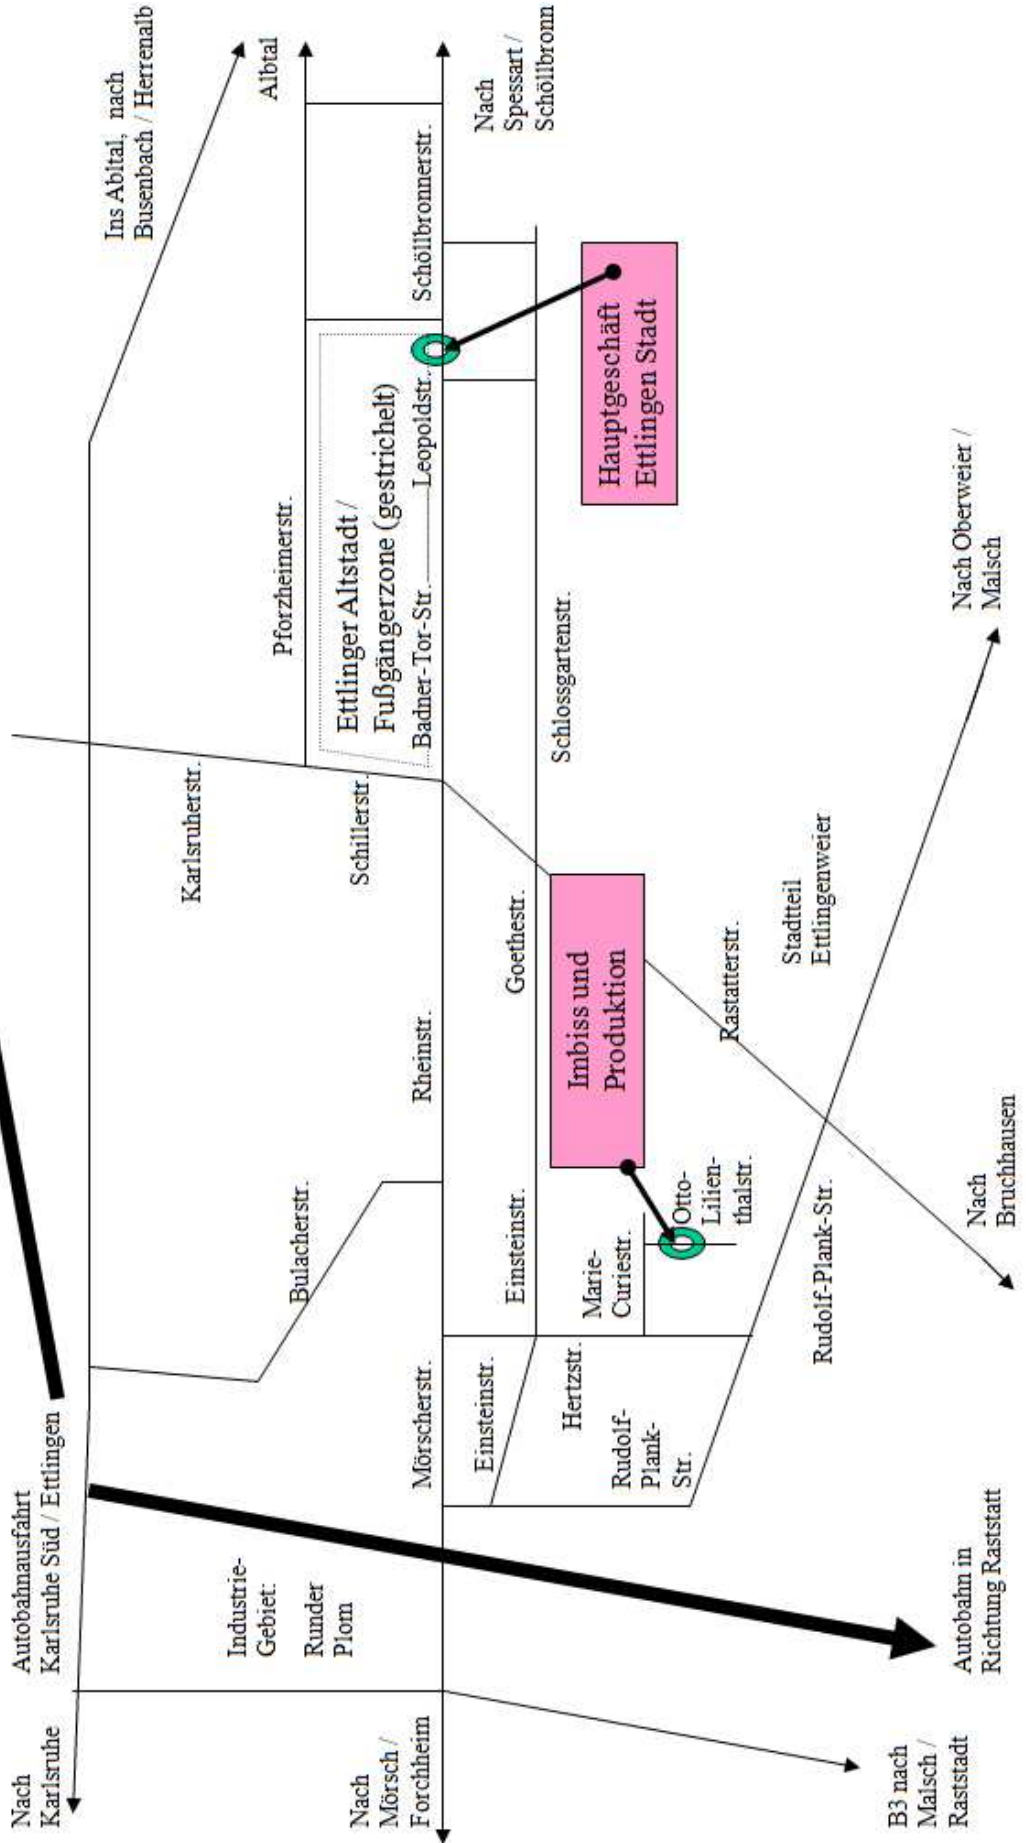 Nach
Karlsruhe
Autobahnausfahrt
Karlsruhe Süd / Ettlingen
Ins Abltal, nach
Busenbach / Herrenalb
Karlsruherstr.
Industrie-
Gebiet:
Runder
Plom
Bulacherstr.
Pforzheimerstr.
Albtal
Schillerstr.
Ettlinger Altstadt /
Fußgängerzone (gestrichelt)
Nach
Mörsch /
Forchheim
Mörscherstr.
Rheinstr.
Badner-Tor-Str.
Leopoldstr.
Schöllbronnerstr.
Nach
Spessart /
Schöllbronn
Einsteinstr.
Einsteinstr.
Goethestr.
Schlossgartenstr.
Hertzstr.
Marie-
Curiestr.
Imbiss und
Produktion
Hauptgeschäft
Ettlingen Stadt
Rudolf-
Plank-
Str.
Otto-
Lilien-
thalstr.
Rastatterstr.
Stadtteil
Ettlingenweier
Rudolf-Plank-Str.
B3 nach
Malsch /
Raststadt
Autobahn in
Richtung Raststatt
Nach
Bruchhausen
Nach Oberweier /
Malsch